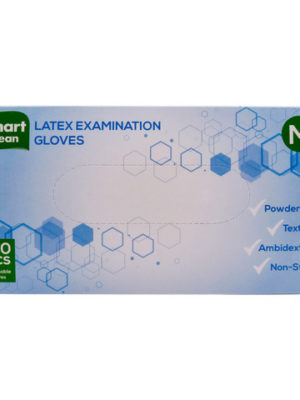 mart
ean
LATEX EXAMINATION
GLOVES
Powder
Text
Ambidext
Non-St
0
CS
able
es